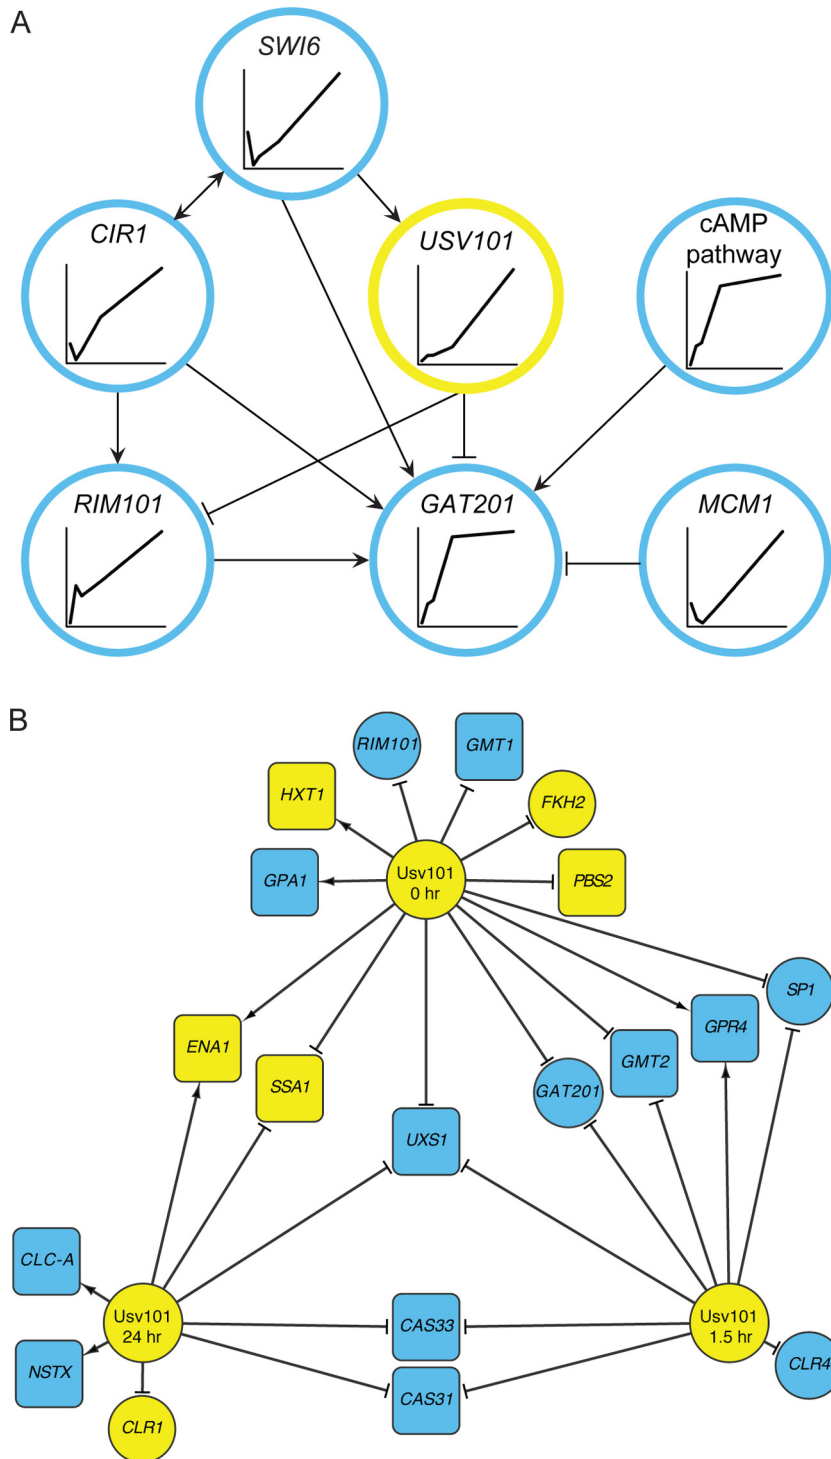 A
SWI6
CIR1
USV101
cAMP
pathway
RIM101
GAT201
MCM1
B
RIM101
GMT1
HXT1
FKH2
GPA1
Usv101
0 hr
PBS2
SP1
ENA1
SSA1
GPR4
GMT2
GAT201
UXS1
CLC-A
Usv101
24 hr
CAS33
Usv101
1.5 hr
NSTX
CLR4
CAS31
CLR1